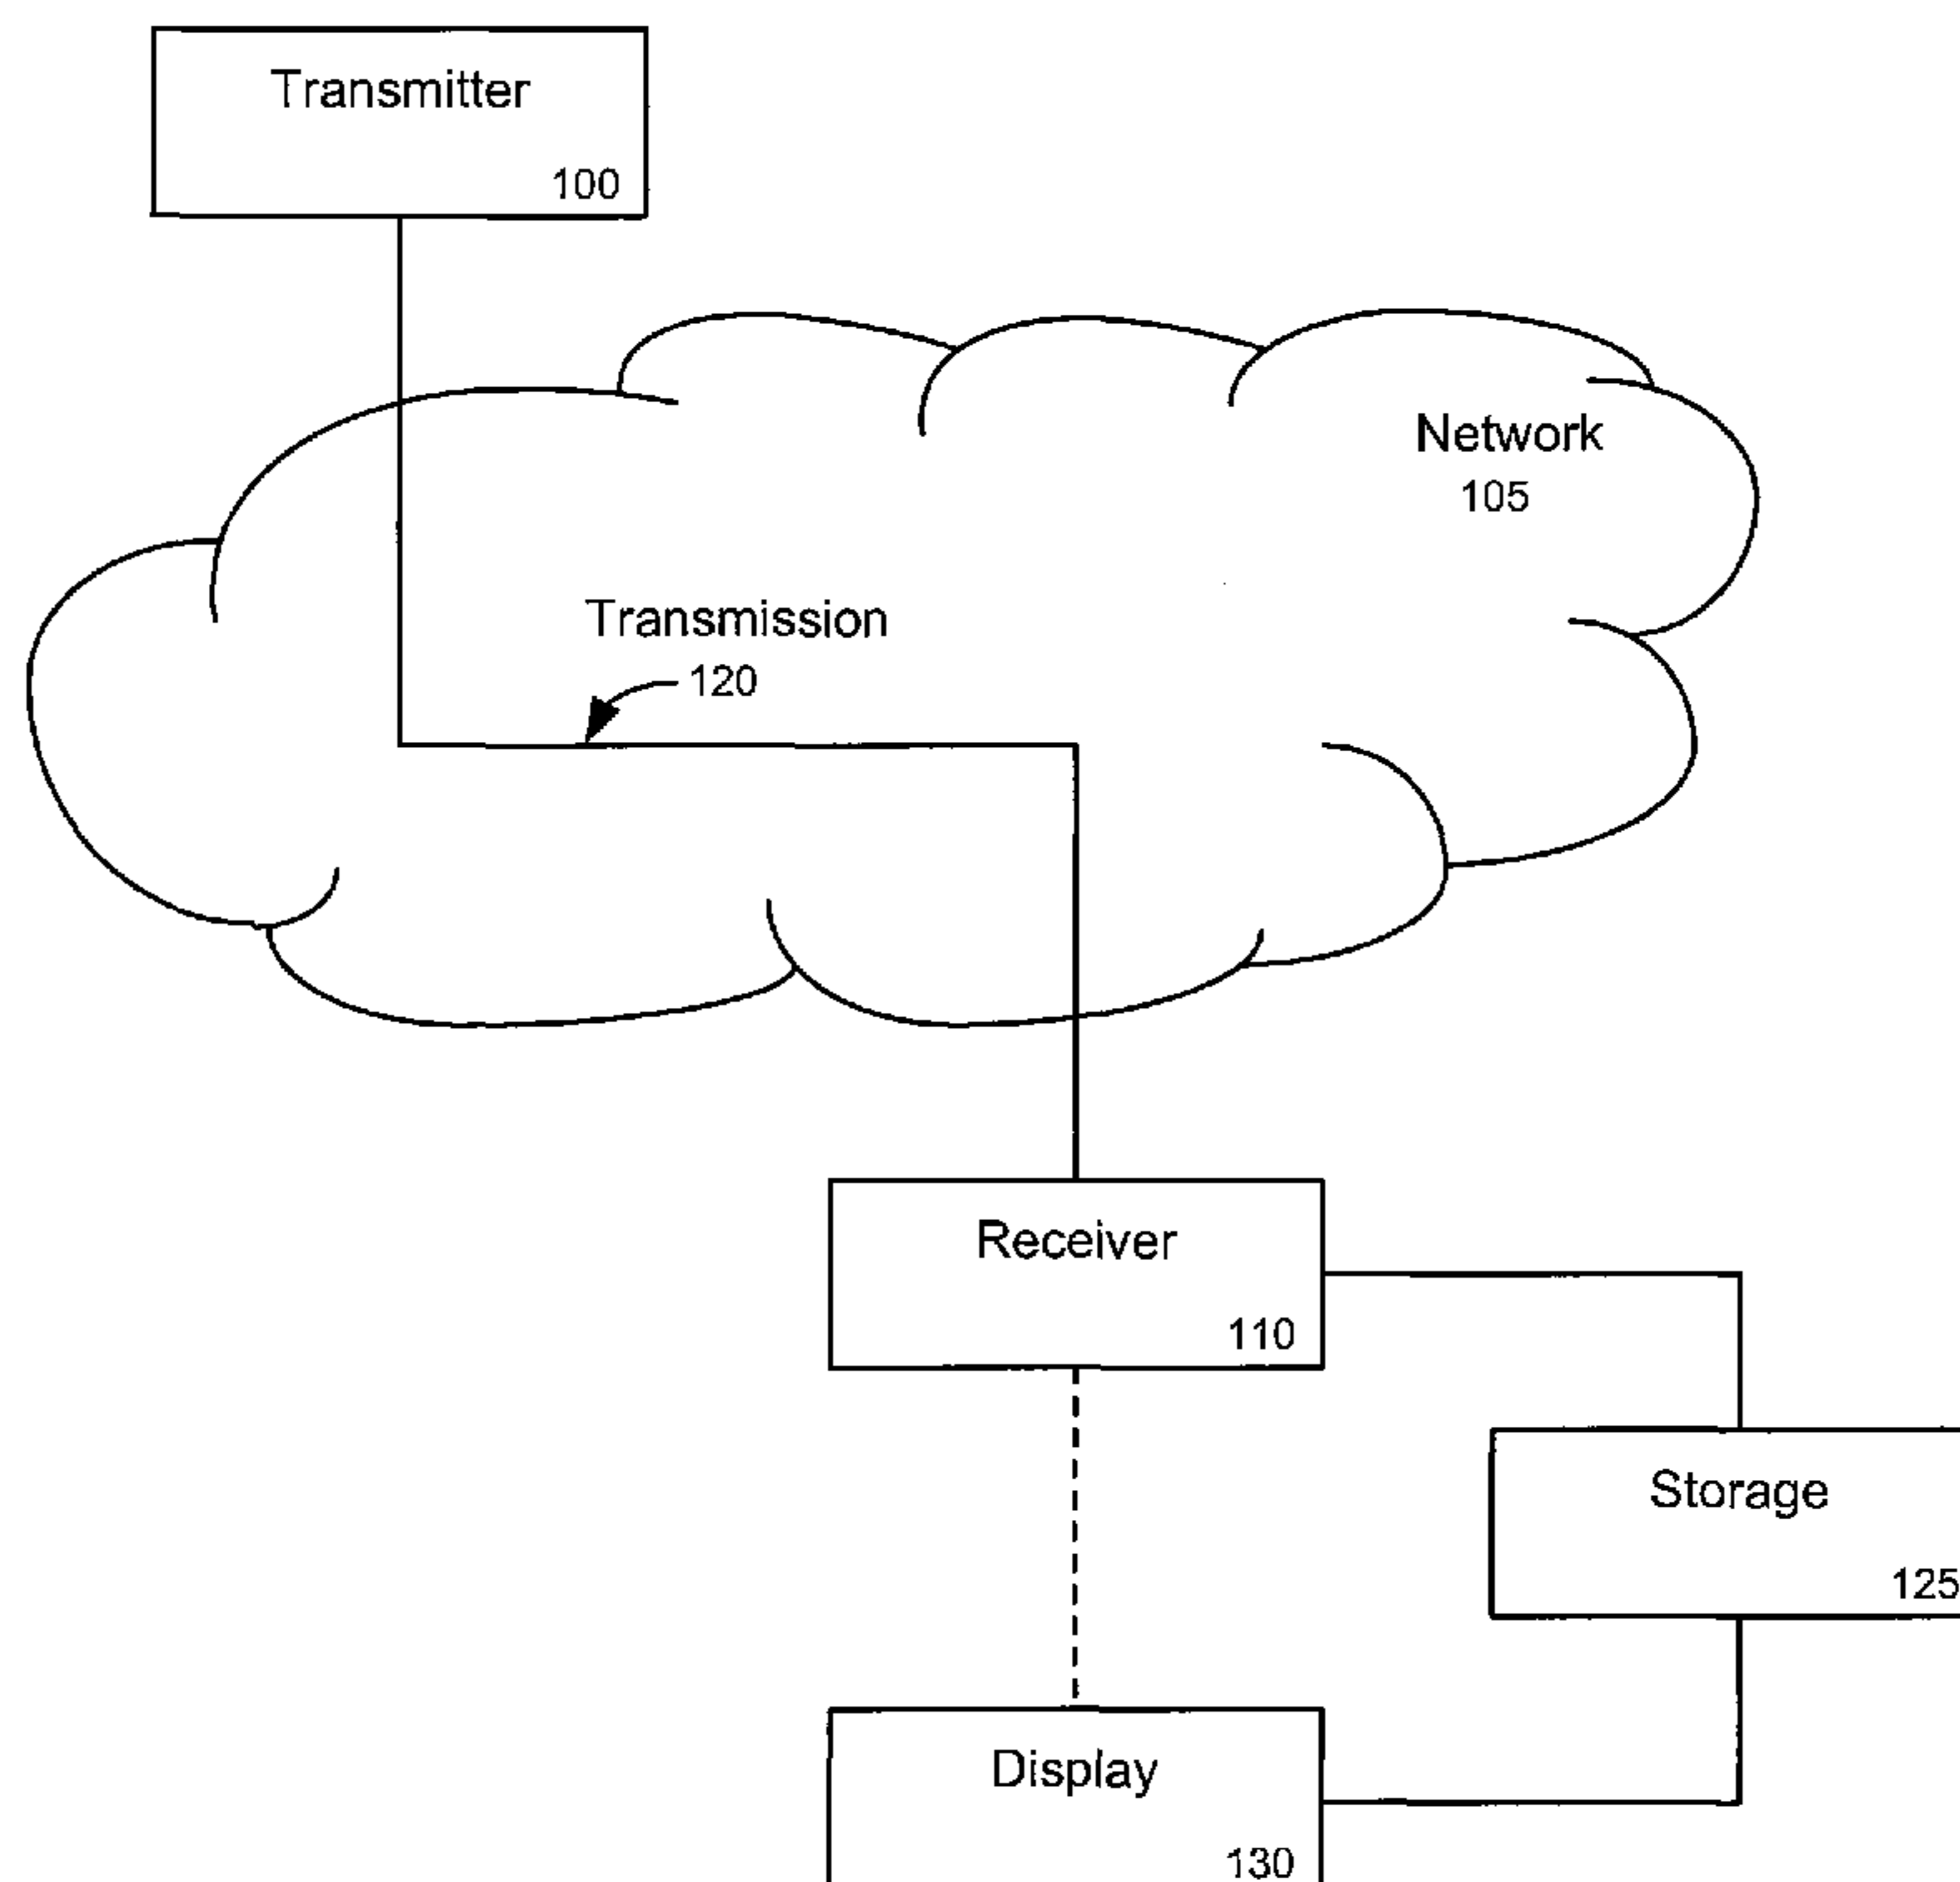 Transmitter
100
Network
105
Transmission
120
Receiver
110
Storage
125
Display
130